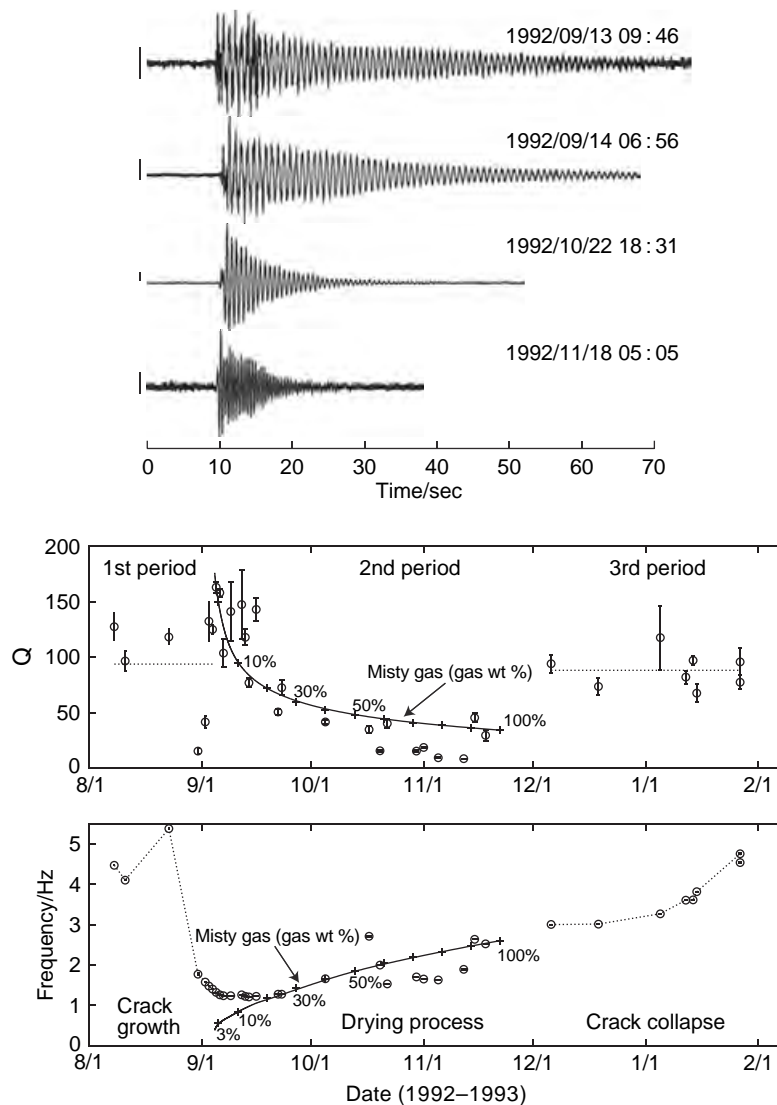 1992/09/13 09 : 46
1992/09/14 06 : 56
1992/10/22 18 : 31
1992/11/18 05 : 05
0 10 20 30 40 50 60 70
Time/sec
200
150
100
50
0
Q
1st period 2nd period 3rd period
10%
30%
50%
100%
Misty gas (gas wt %)
8/1 9/1 10/1 11/1 12/1 1/1 2/1
5
4
3
2
1
0
Frequency/Hz
Misty gas (gas wt %)
3%
10%
30%
50%
100%
Crack
growth
Drying process
Crack collapse
8/1 9/1 10/1 11/1 12/1 1/1 2/1
Date (1992–1993)